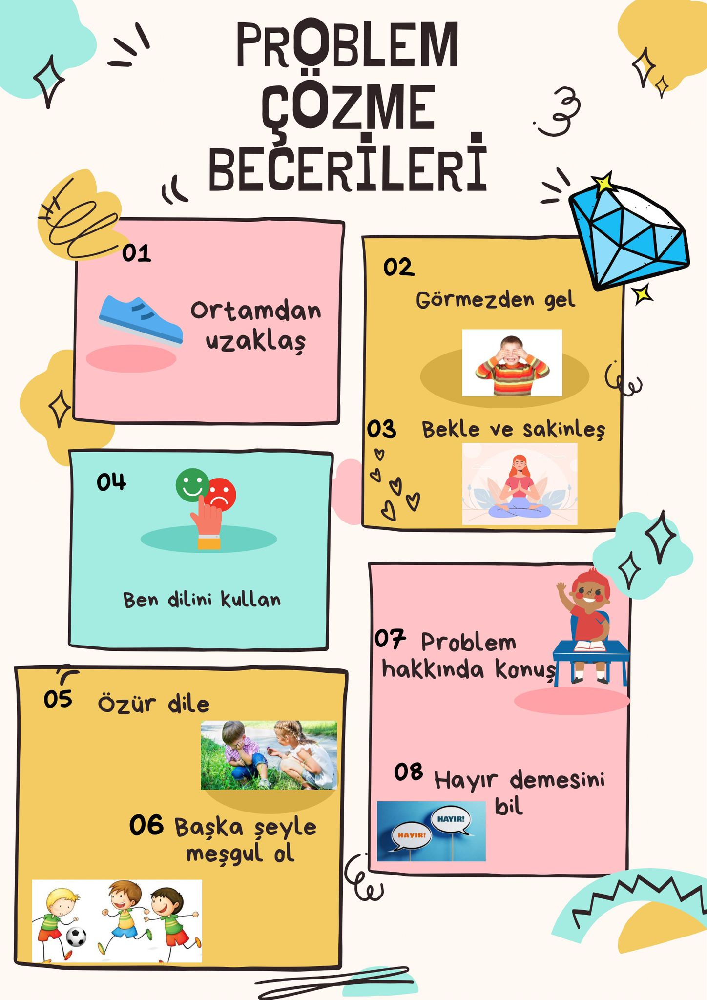 PROBLEM
ÇÖZME
BECERİLERİ
01
Ortamdan
uzaklaş
02
Görmezden gel
03 Bekle ve sakinleş
04
Ben dilini kullan
05 Özür dile
06 Başka şeyle
meşgul ol
07 Problem
hakkında konuş
08 Hayır demesini
bil
HAYIR!
HAYIR!